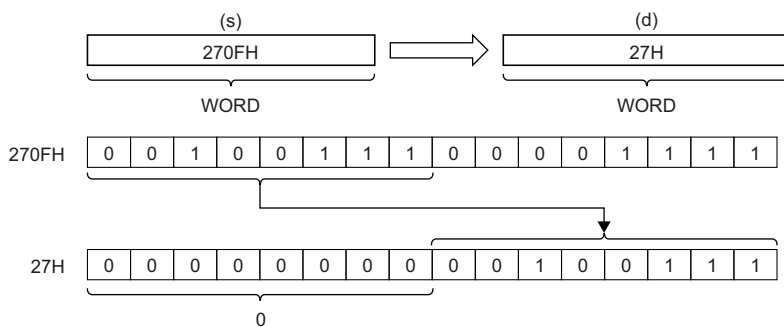 (s) (d)
270FH 27H
WORD WORD
270FH 0 0 1 0 0 1 1 1 0 0 0 0 1 1 1 1
27H 0 0 0 0 0 0 0 0 0 0 1 0 0 1 1 1
0